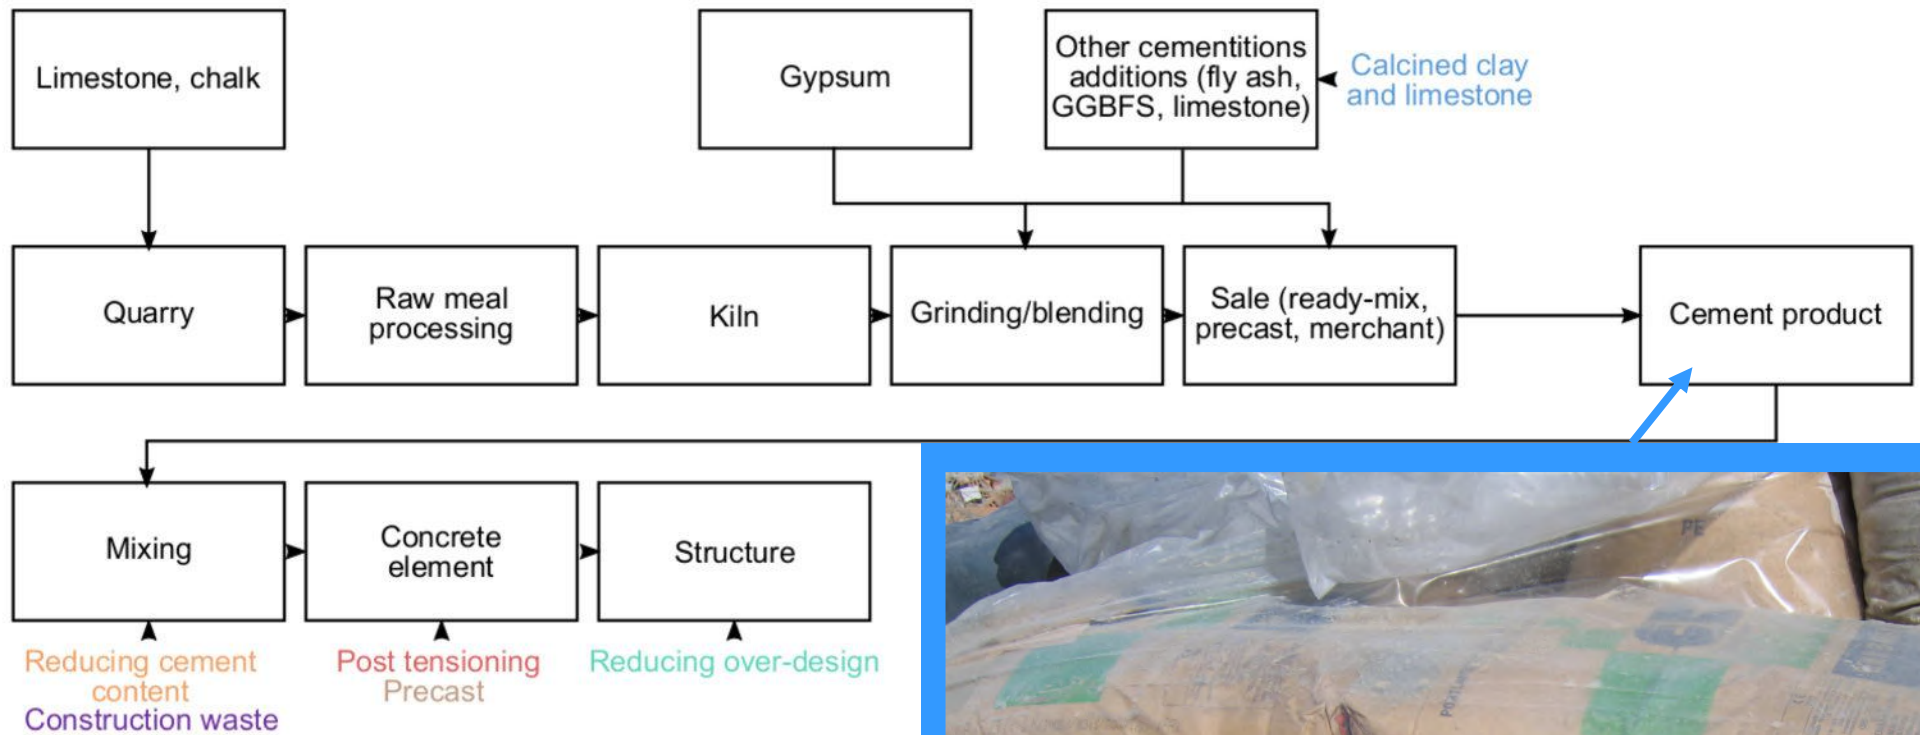 Limestone, chalk
Gypsum
Other cementitions
additions (fly ash,
GGBFS, limestone)
Calcined clay
and limestone
Quarry
Raw meal
processing
Kiln
Grinding/blending
Sale (ready-mix,
precast, merchant)
Cement product
Mixing
Concrete
element
Structure
Reducing cement
content
Construction waste
Post tensioning
Precast
Reducing over-design
PE